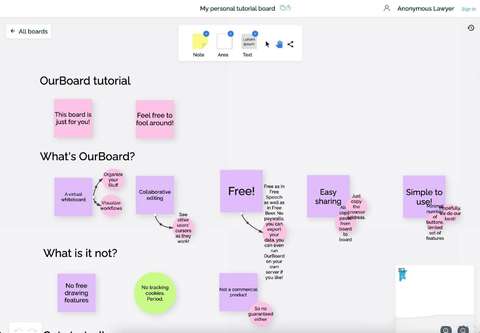 My personal tutorial board
Anonymous Lawyer
Sign in
All boards
Note
Area
Lorem
ipsum
Text
OurBoard tutorial
This board is
just for you!
Feel free to
fool around!
What's OurBoard?
A virtual
whiteboard
Organize
your
Stuff
Visualize
workflows
Collaborative
editing
See
other
users'
cursors as
they work!
Free!
Free as in Free
Speech as
well as in
Free Beer. No
paywalls,
you can
export your
data, you can
even run
OurBoard on
your own
server if
you like!
Easy
sharing
Just
copy the
browser
address.
copy
from
board to
board
Simple to
use!
Minimal
number of
buttons,
limited set
of features
Hopefully,
we do our
best!
What is it not?
No free
drawing
features
No tracking
cookies.
Period.
Not a commercial
product
So no
guarantees
either